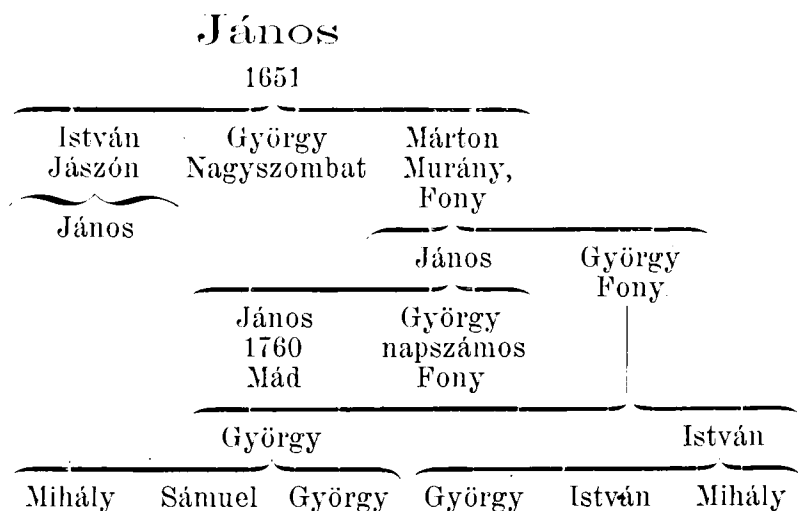 János
1651
István György Márton
Jászón Nagyszombat Murány,
Fony
János
János György
Fony
János György
1760 napszámos
Mád Fony
György István
Mihály Sámuel György György István Mihály